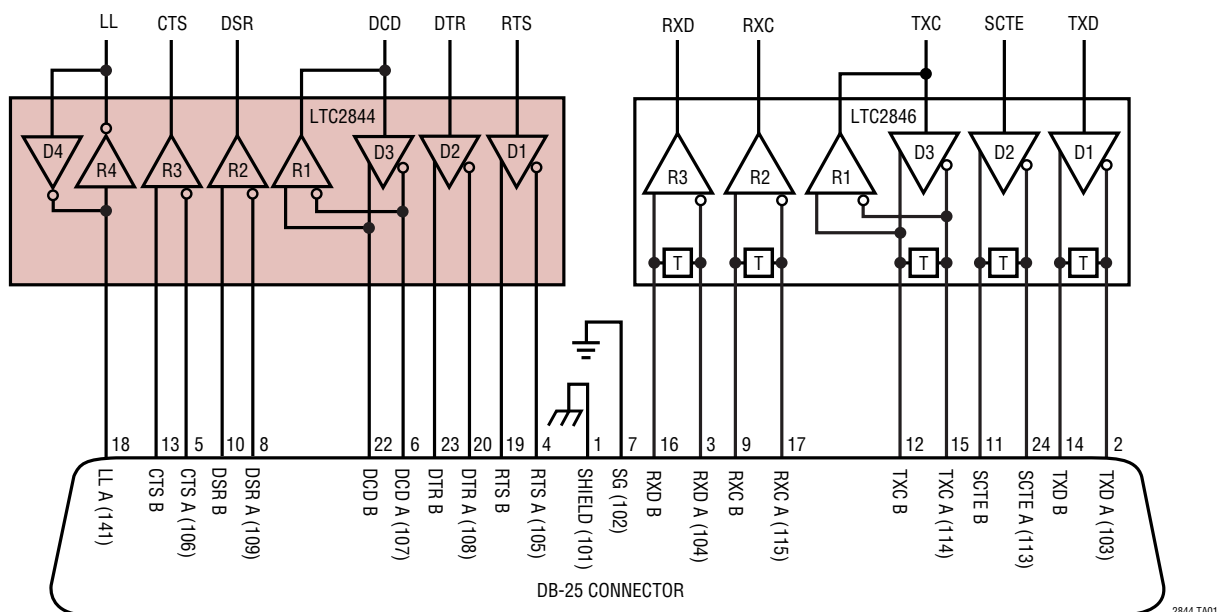 LL CTS DSR DCD DTR RTS RXD RXC TXC SCTE TXD
LTC2844 LTC2846
D4 R4 R3 R2 R1 D3 D2 D1 R3 R2 R1 D3 D2 D1
T T T T T
18 13 5 10 8 22 6 23 20 19 4 1 7 16 3 9 17 12 15 11 24 14 2
LL A (141)
CTS B
CTS A (106)
DSR B
DSR A (109)
DCD B
DCD A (107)
DTR B
DTR A (108)
RTS B
RTS A (105)
SHIELD (101)
SG (102)
RXD B
RXD A (104)
RXC B
RXC A (115)
TXC B
TXC A (114)
SCTE B
SCTE A (113)
TXD B
TXD A (103)
DB-25 CONNECTOR
2844 TA01